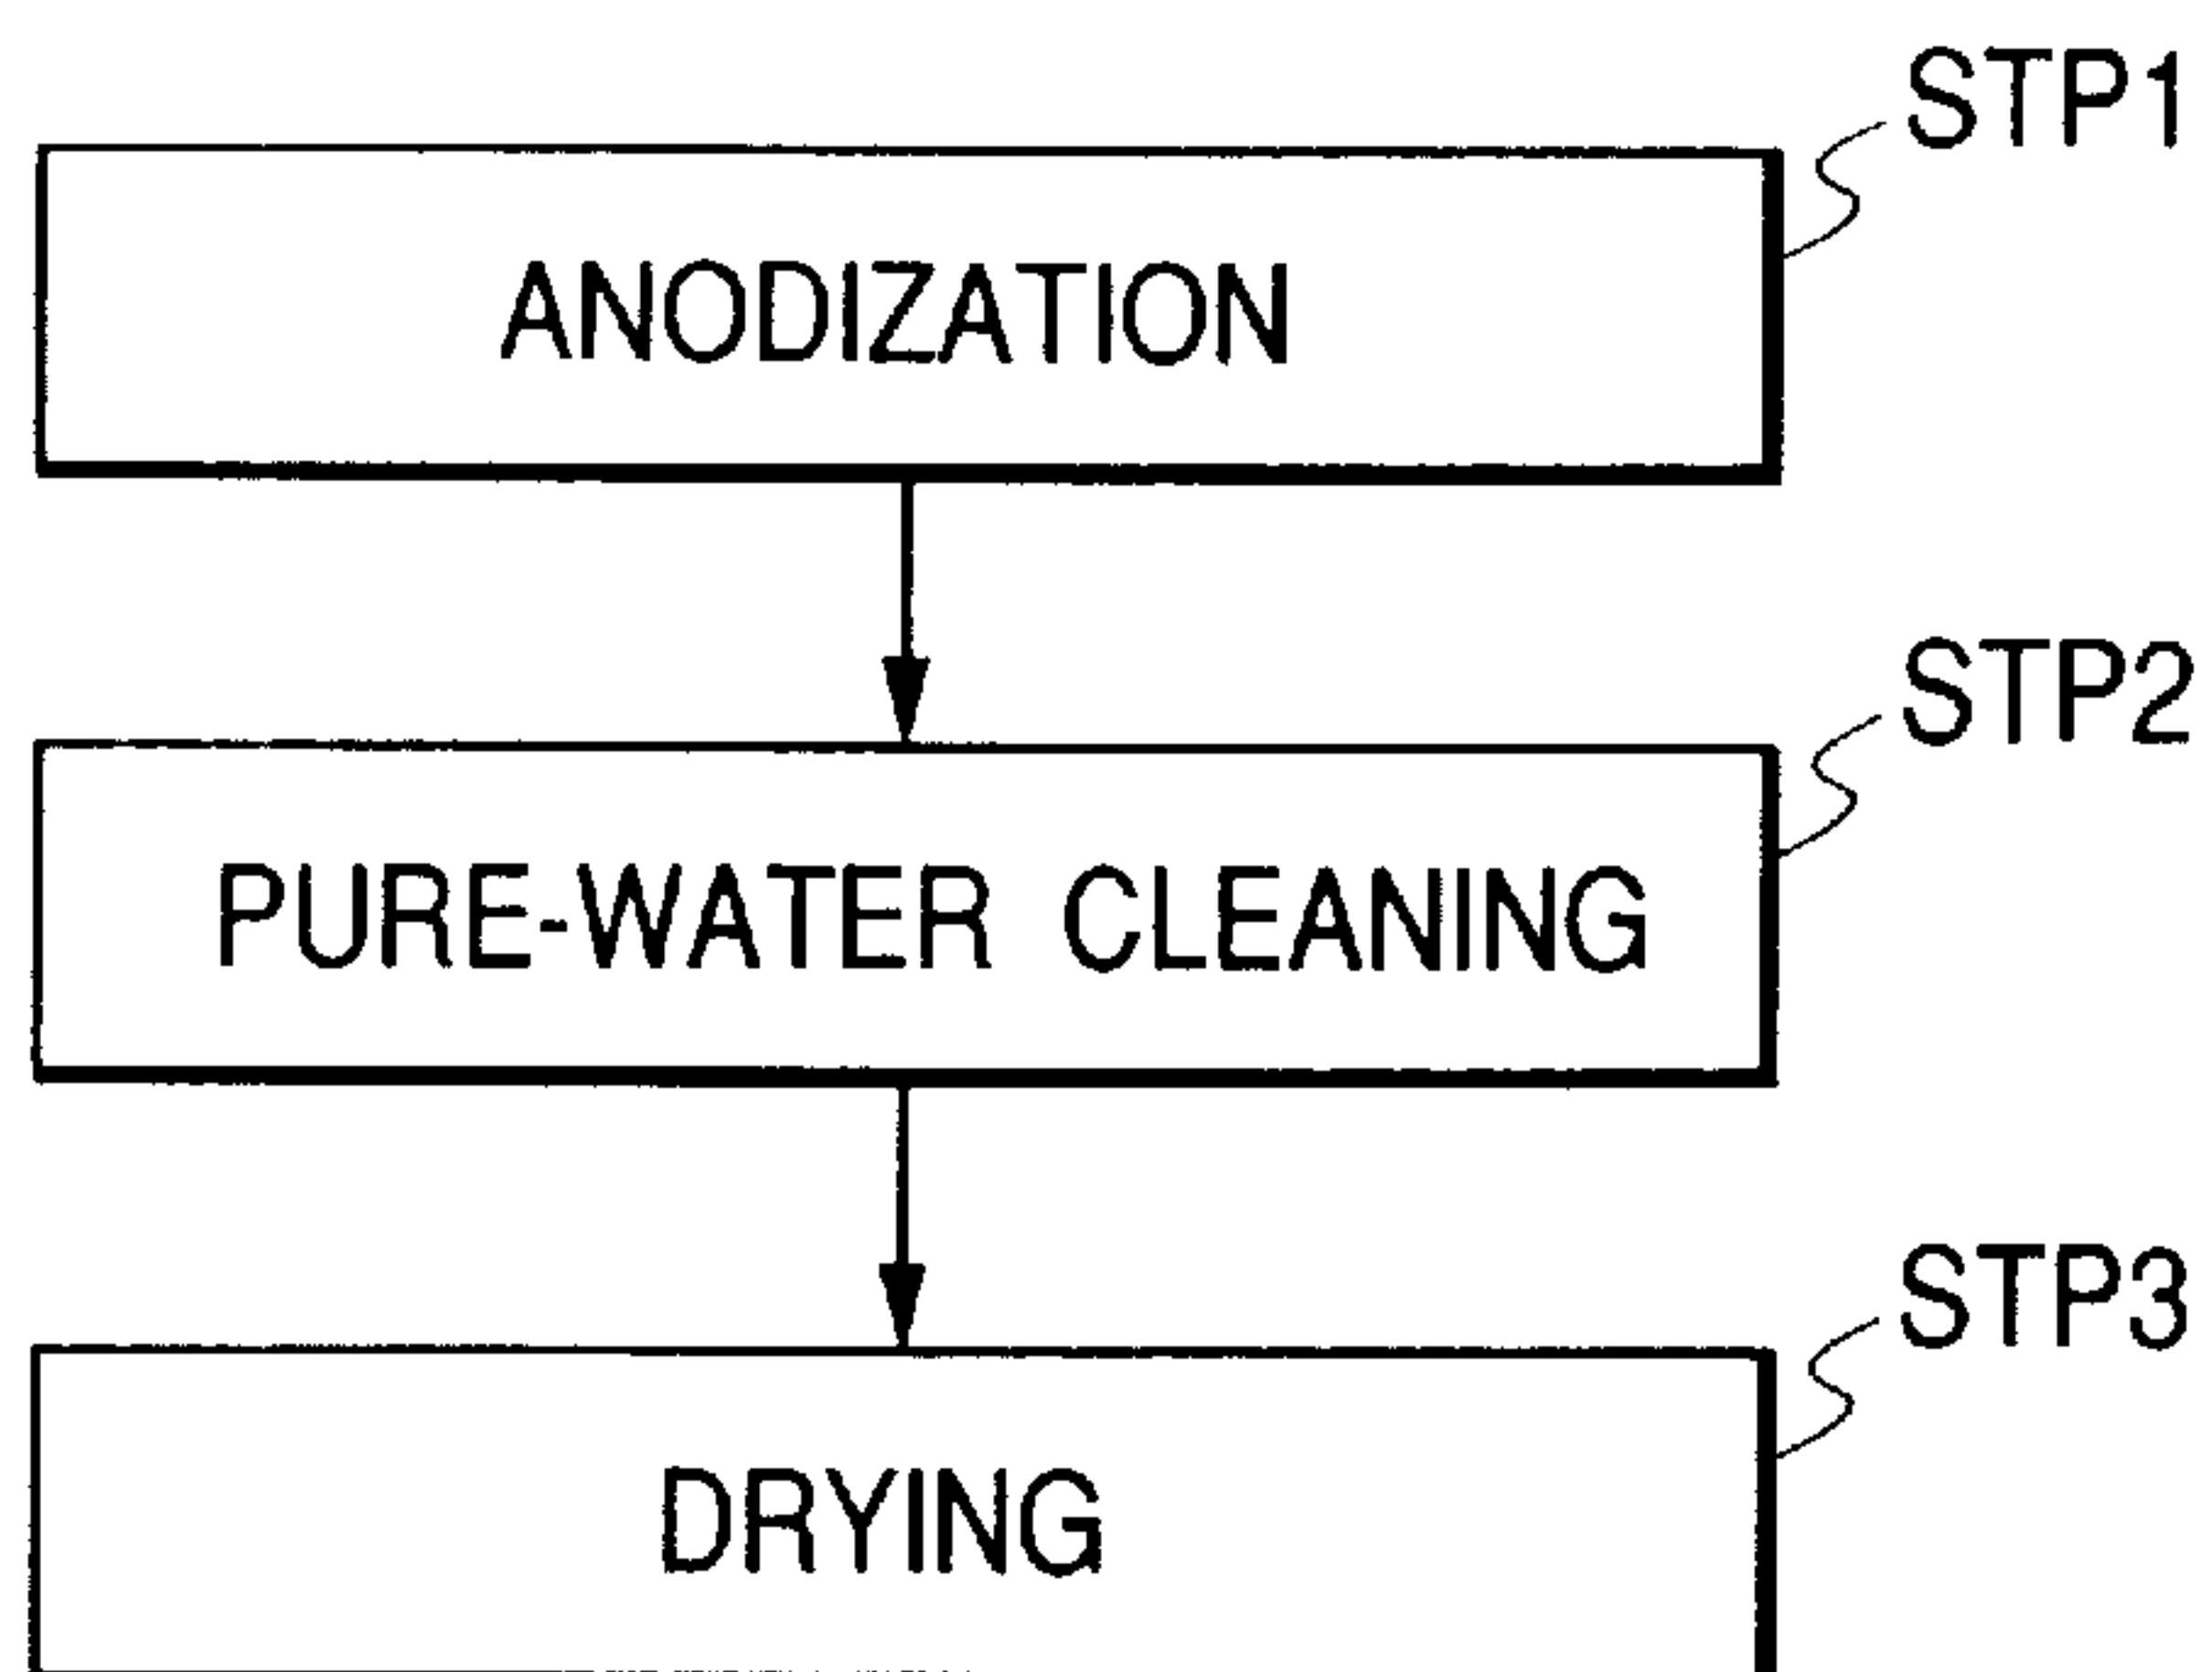 STP1
ANODIZATION
STP2
PURE-WATER CLEANING
STP3
DRYING